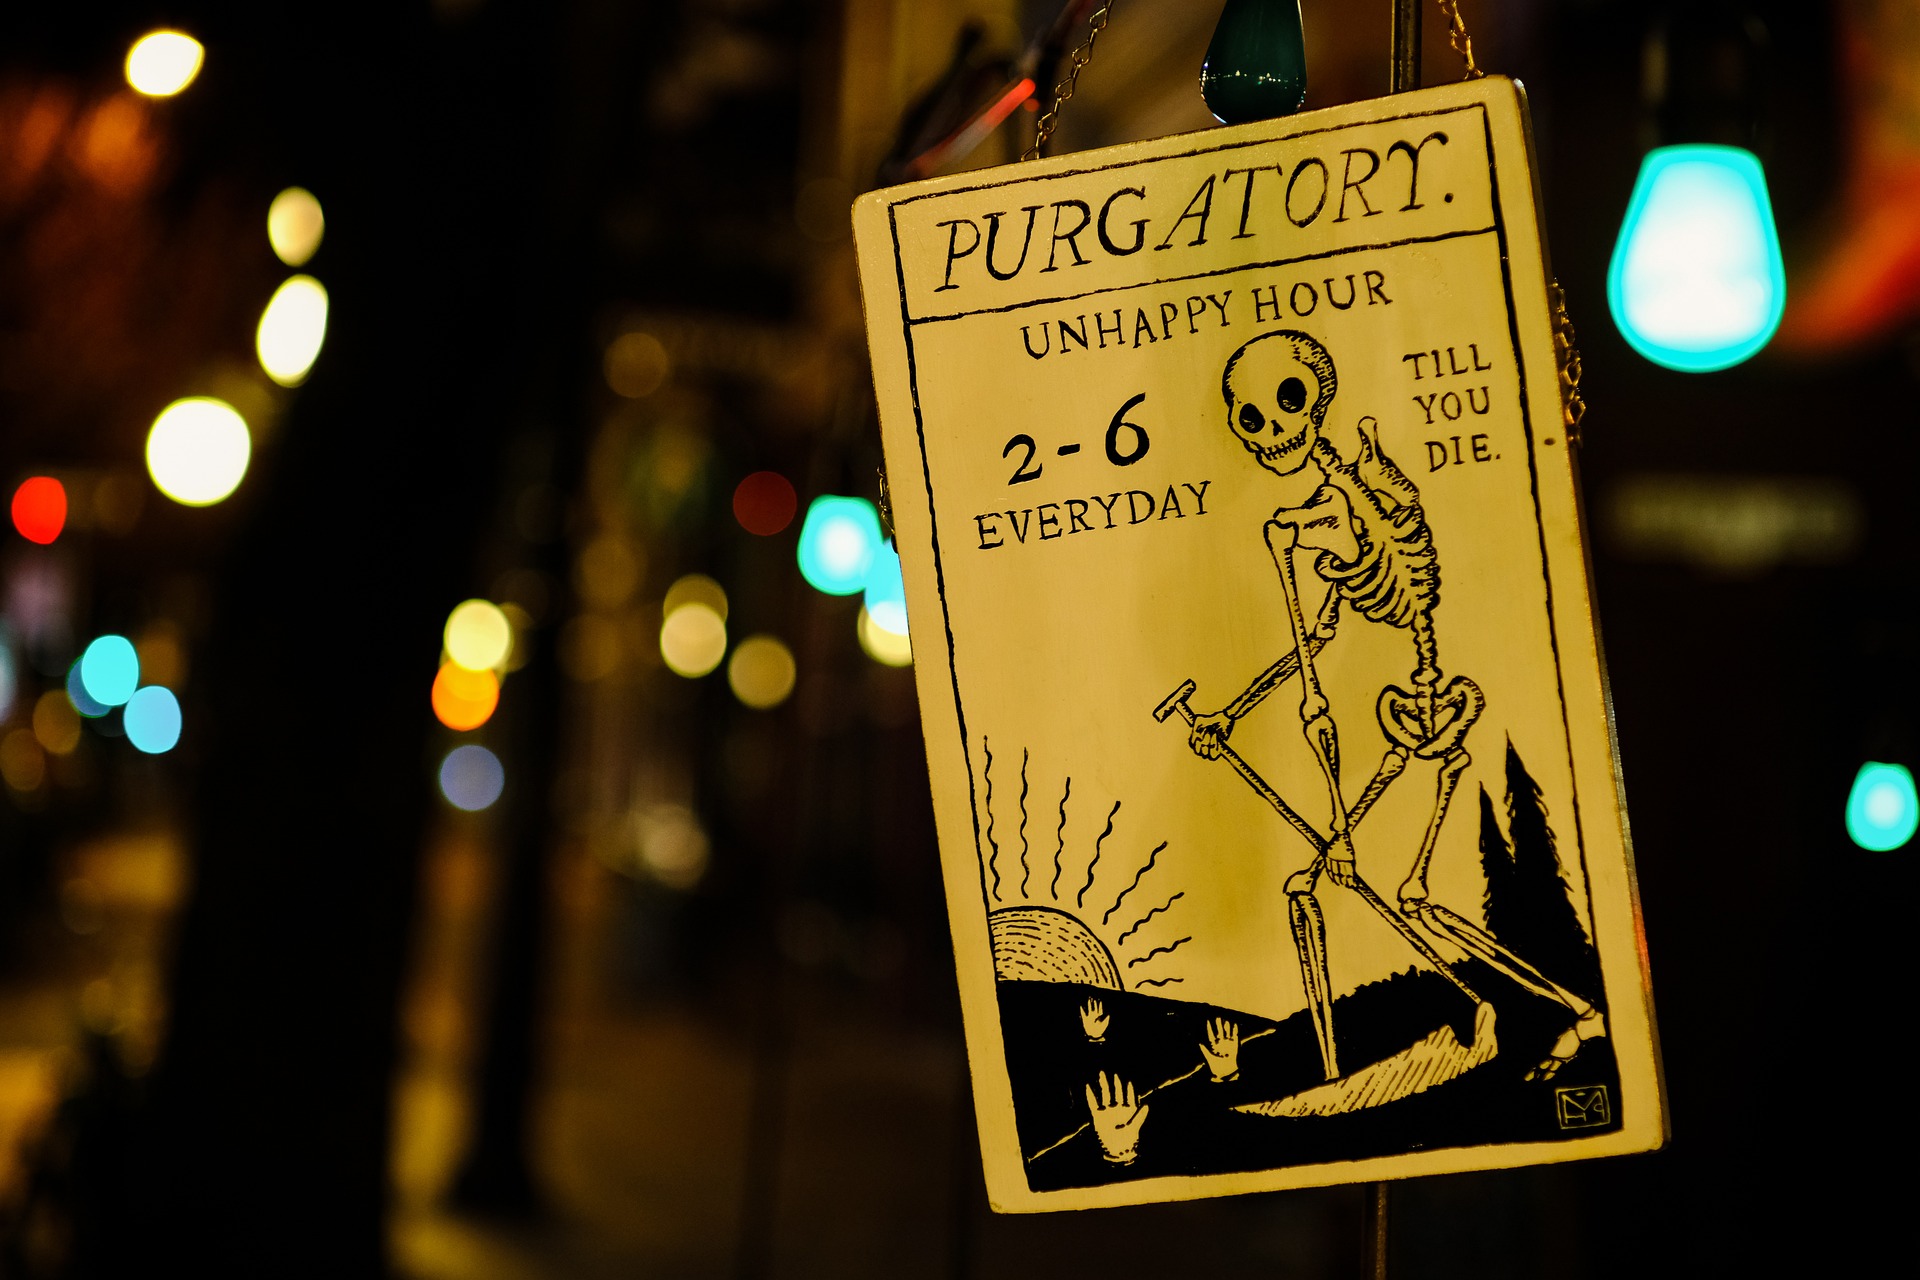 PURGATORY.
UNHAPPY HOUR
2-6
EVERYDAY
TILL
YOU
DIE.